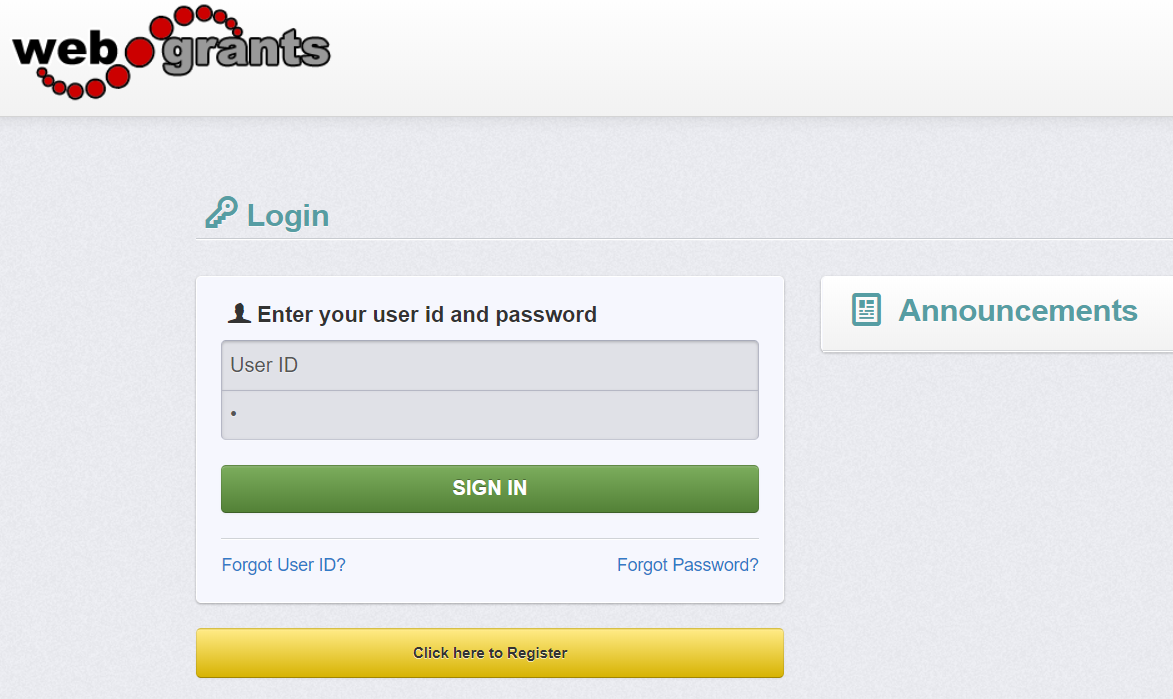 web grants
Login
Enter your user id and password
User ID
•
SIGN IN
Forgot User ID? Forgot Password?
Click here to Register
Announcements